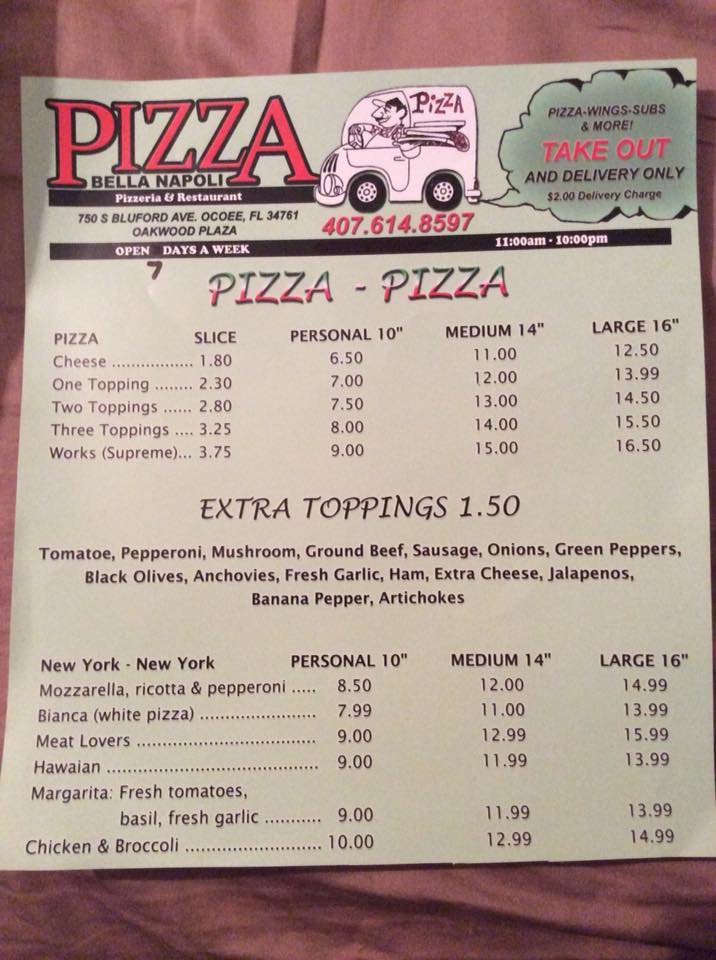 PIZZA
BELLA NAPOLI
Pizzeria & Restaurant
750 S BLUFORD AVE. OCOEE, FL 34761
OAKWOOD PLAZA
PIZZA
407.614.8597
PIZZA-WINGS-SUBS
& MORE!
TAKE OUT
AND DELIVERY ONLY
$2.00 Delivery Charge
OPEN 7 DAYS A WEEK 11:00am - 10:00pm
PIZZA - PIZZA
PIZZA SLICE PERSONAL 10" MEDIUM 14" LARGE 16"
Cheese ................. 1.80 6.50 11.00 12.50
One Topping ........ 2.30 7.00 12.00 13.99
Two Toppings ...... 2.80 7.50 13.00 14.50
Three Toppings .... 3.25 8.00 14.00 15.50
Works (Supreme)... 3.75 9.00 15.00 16.50
EXTRA TOPPINGS 1.50
Tomatoe, Pepperoni, Mushroom, Ground Beef, Sausage, Onions, Green Peppers,
Black Olives, Anchovies, Fresh Garlic, Ham, Extra Cheese, Jalapenos,
Banana Pepper, Artichokes
New York - New York PERSONAL 10" MEDIUM 14" LARGE 16"
Mozzarella, ricotta & pepperoni ..... 8.50 12.00 14.99
Bianca (white pizza) ........................ 7.99 11.00 13.99
Meat Lovers ..................................... 9.00 12.99 15.99
Hawaian ........................................... 9.00 11.99 13.99
Margarita: Fresh tomatoes,
basil, fresh garlic ........... 9.00 11.99 13.99
Chicken & Broccoli ........................... 10.00 12.99 14.99